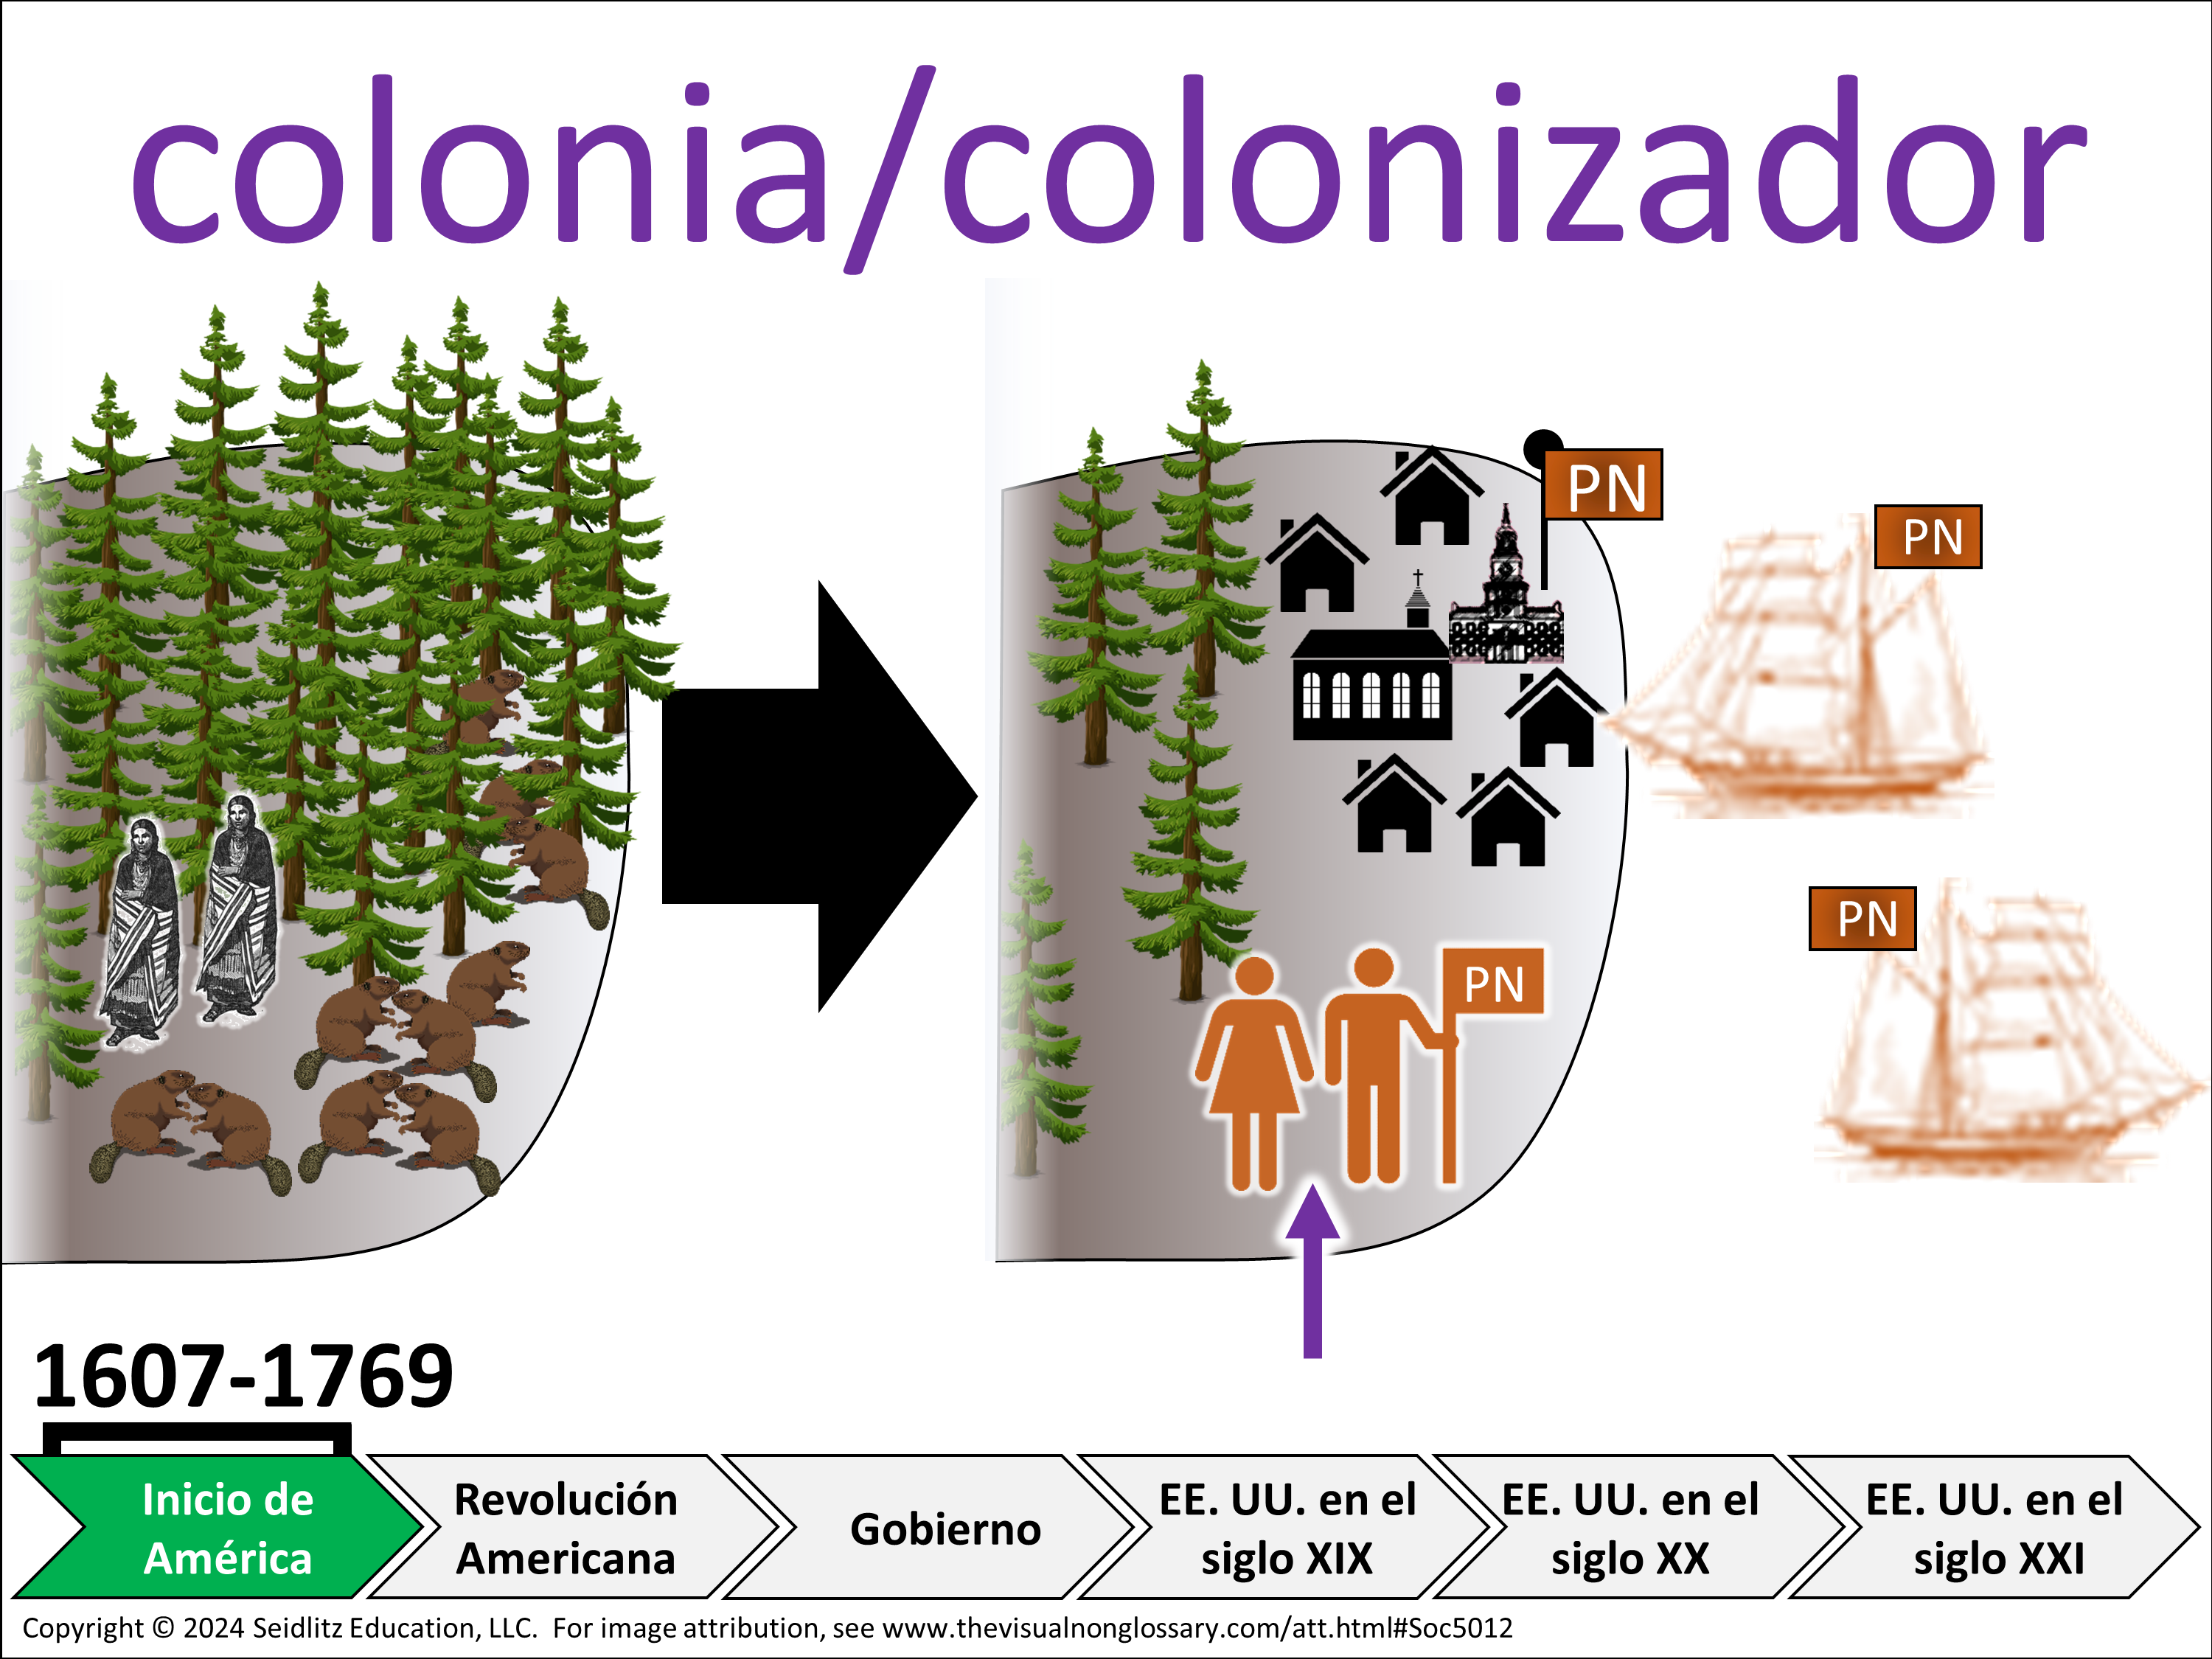 colonia/colonizador
PN
PN
PN
PN
1607-1769
Inicio de
América
Revolución
Americana
Gobierno
EE. UU. en el
siglo XIX
EE. UU. en el
siglo XX
EE. UU. en el
siglo XXI
Copyright © 2024 Seidlitz Education, LLC.  For image attribution, see www.thevisualnonglossary.com/att.html#Soc5012